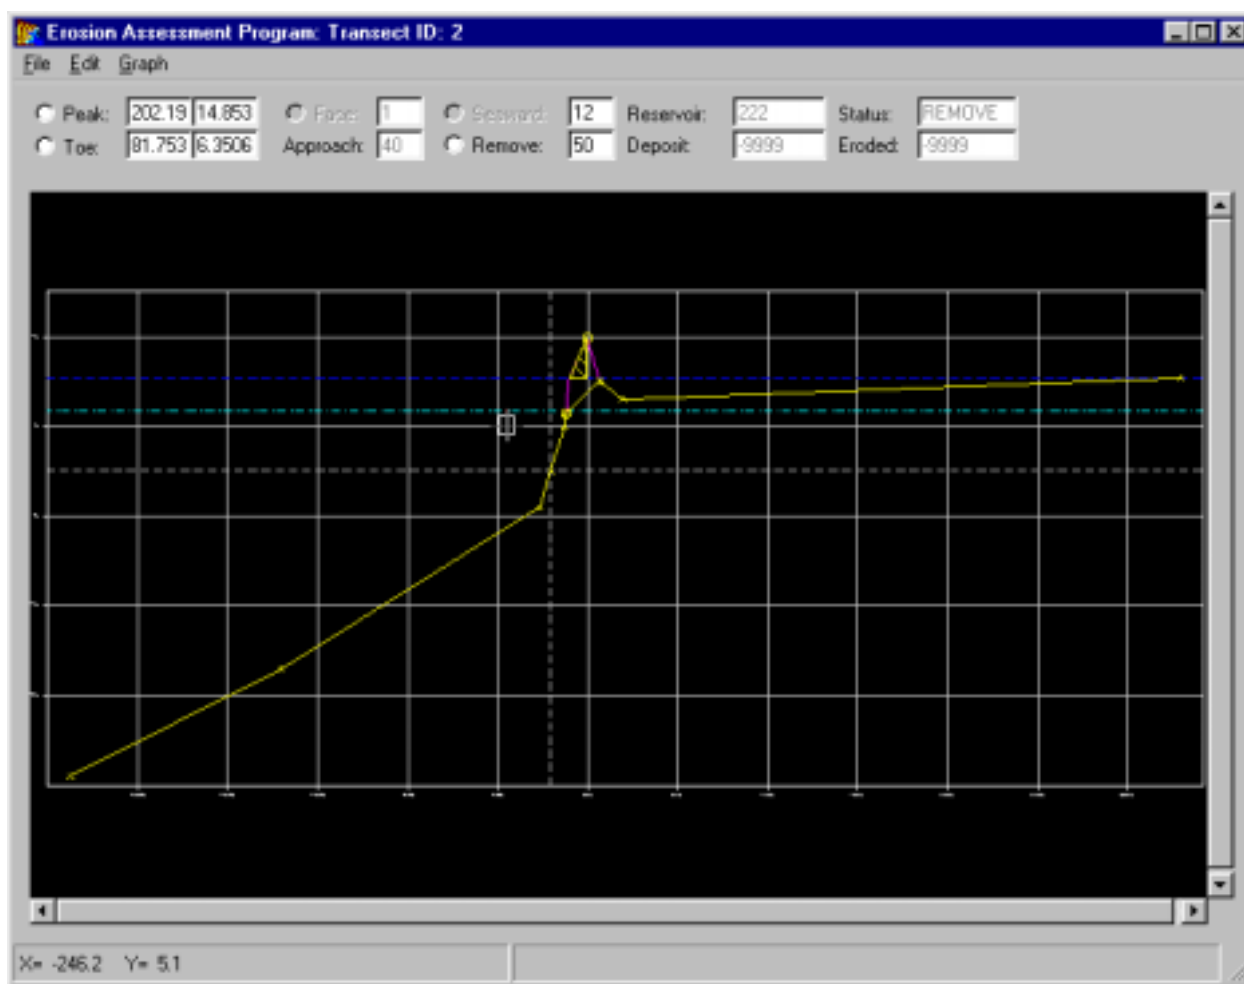 Erosion Assessment Program: Transect ID: 2
File Edit Graph
Peak: 202.19 14.853 Face: 1 Seaward: 12 Reservoir: 222 Status: REMOVE
Toe: 81.753 6.3506 Approach: 40 Remove: 50 Deposit: -9999 Eroded: -9999
X= -246.2 Y= 5.1